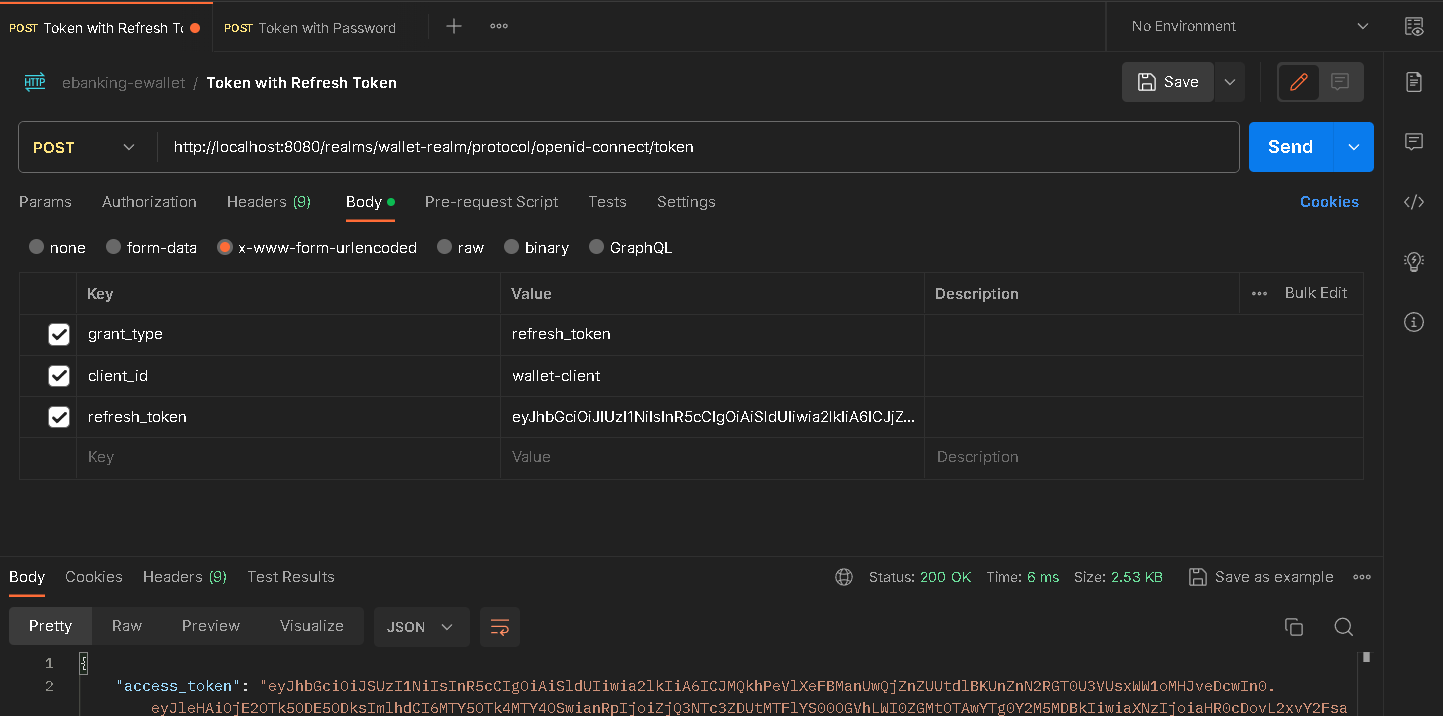 POST Token with Refresh To POST Token with Password No Environment
HTTP ebanking-ewallet / Token with Refresh Token Save
POST http://localhost:8080/realms/wallet-realm/protocol/openid-connect/token Send
Params Authorization Headers (9) Body Pre-request Script Tests Settings Cookies
none form-data x-www-form-urlencoded raw binary GraphQL
Key Value Description Bulk Edit
grant_type refresh_token
client_id wallet-client
refresh_token eyJhbGciOiJIUzI1NiIsInR5cCIgOiAiSldUIiwia2lkIiA6ICJjZ...
Key Value Description
Body Cookies Headers (9) Test Results Status: 200 OK Time: 6 ms Size: 2.53 KB Save as example
Pretty Raw Preview Visualize JSON
1 {
2 "access_token": "eyJhbGciOiJSUzI1NiIsInR5cCIgOiAiSldUIiwia2lkIiA6ICJMQkhPeVlXeFBManUwQjZnZUUtdlBKUnZnN2RGT0U3VUsxWW1oMHJveDcwIn0.
eyJleHAiOjE2OTk5ODE5ODksImlhdCI6MTY5OTk4MTY4OSwianRpIjoiZjQ3NTc3ZDUtMTFlYS00OGVhLWI0ZGMtOTAwYTg0Y2M5MDBkIiwiaXNzIjoiaHR0cDovL2xvY2Fsa